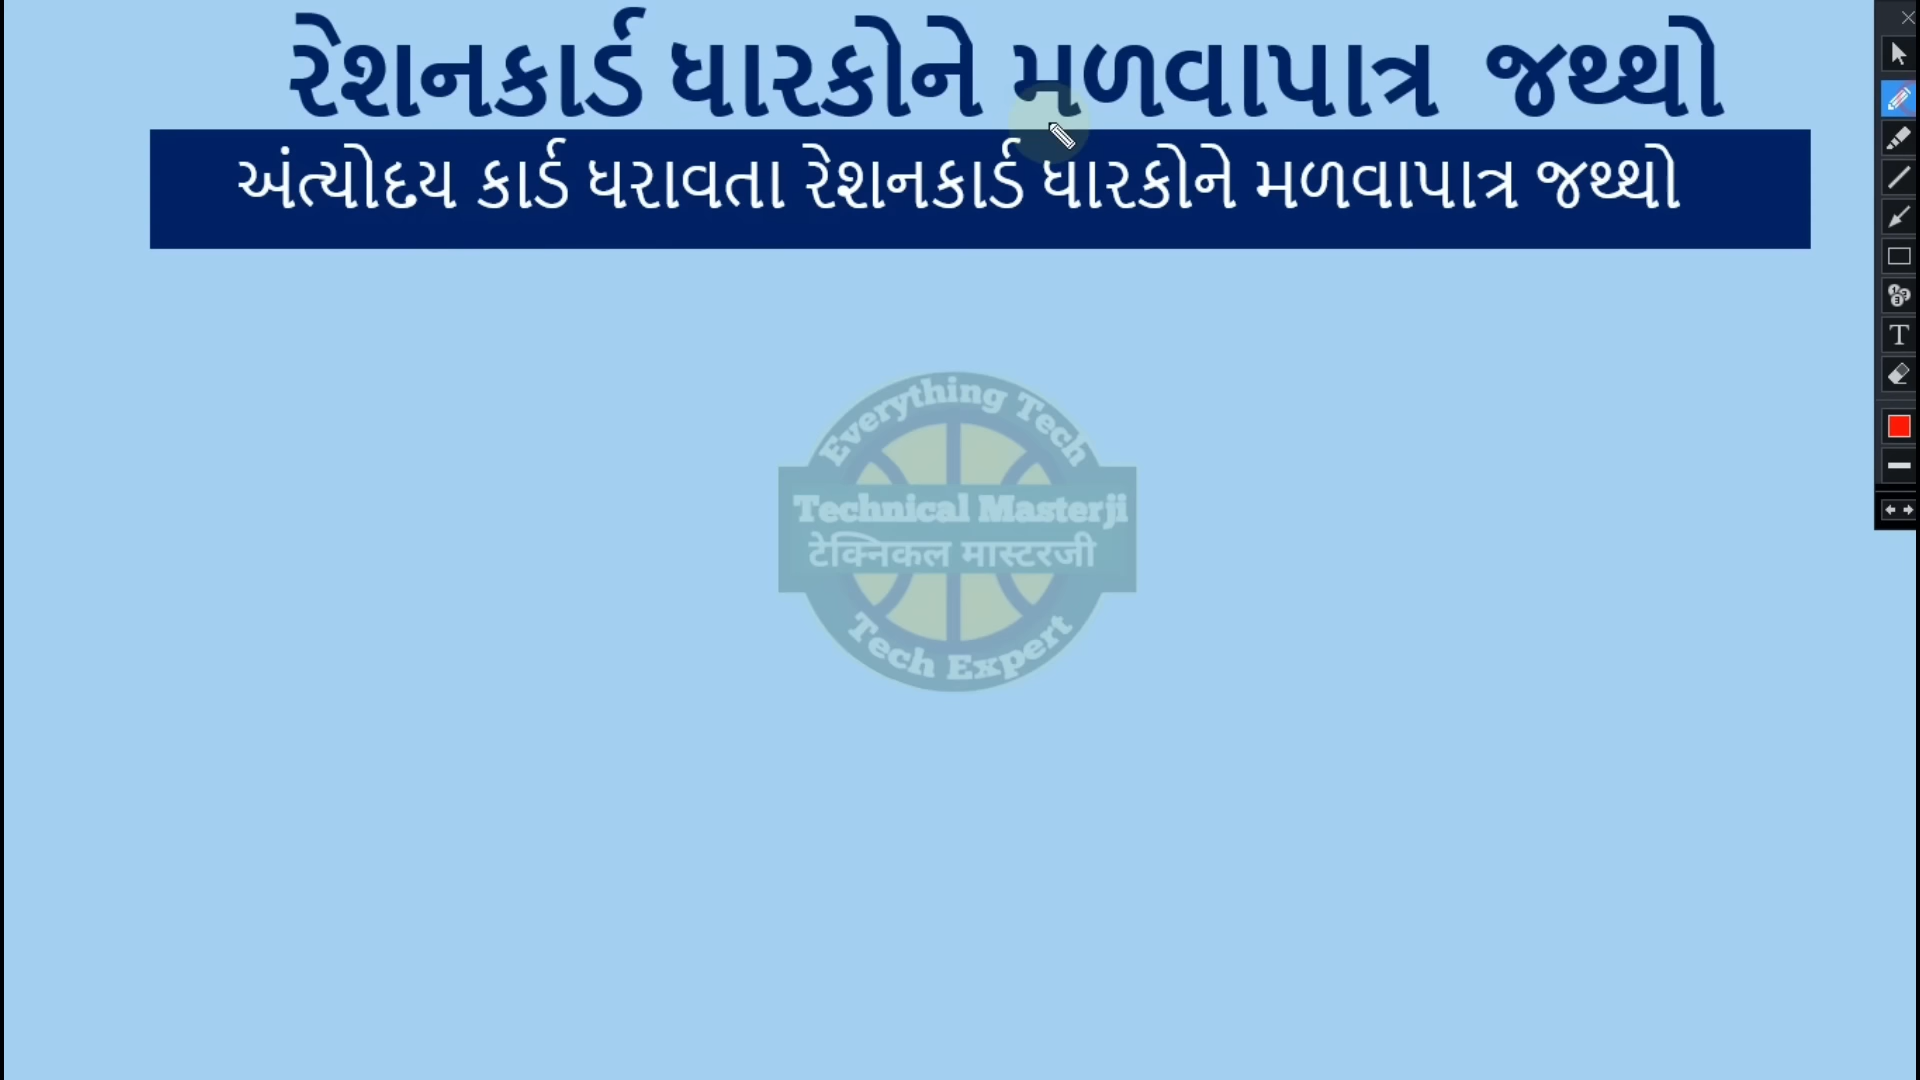 રેશનકાર્ડ ધારકોને મળવાપાત્ર જથ્થો
અંત્યોદય કાર્ડ ધરાવતા રેશનકાર્ડ ધારકોને મળવાપાત્ર જથ્થો
Everything Tech
Technical Masterji
टेक्निकल मास्टरजी
Tech Expert
T